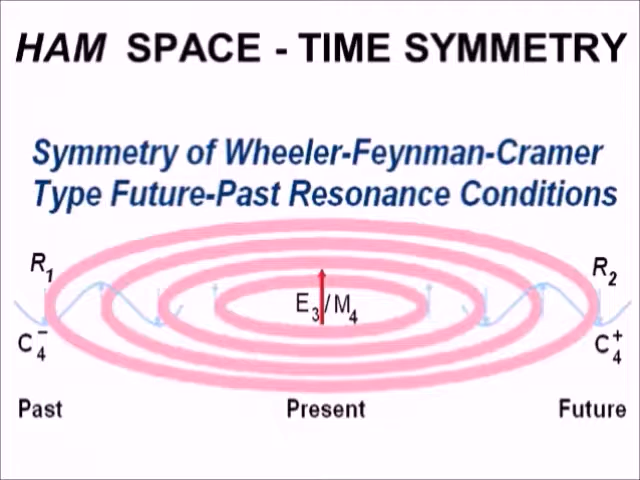 HAM SPACE - TIME SYMMETRY
Symmetry of Wheeler-Feynman-Cramer
Type Future-Past Resonance Conditions
R₁
R₂
E₃/M₄
C₄⁻
C₄⁺
Past
Present
Future